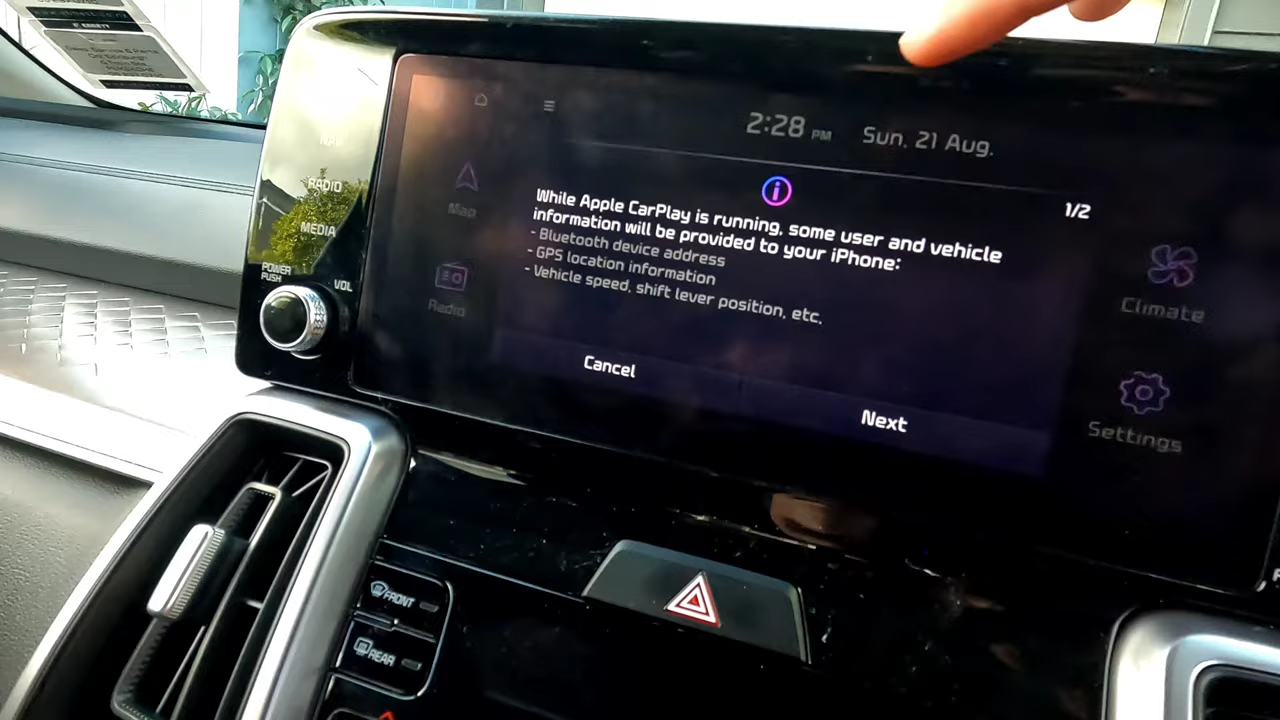 2:28 PM Sun, 21 Aug.
1/2
While Apple CarPlay is running, some user and vehicle
information will be provided to your iPhone:
- Bluetooth device address
- GPS location information
- Vehicle speed, shift lever position, etc.
Cancel
Next
Map
Radio
Climate
Settings
RADIO
MEDIA
POWER
PUSH
VOL
FRONT
REAR